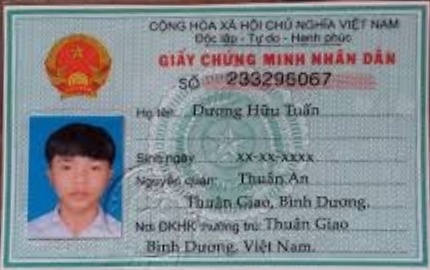 CỘNG HÒA XÃ HỘI CHỦ NGHĨA VIỆT NAM
Độc lập - Tự do - Hạnh phúc
GIẤY CHỨNG MINH NHÂN DÂN
SỐ 233296067
Họ tên Dương Hữu Tuấn
Sinh ngày xx-xx-xxxx
Nguyên quán: Thuận An
Thuận Giao, Bình Dương.
Nơi ĐKHK thường trú: Thuận Giao
Bình Dương, Việt Nam.